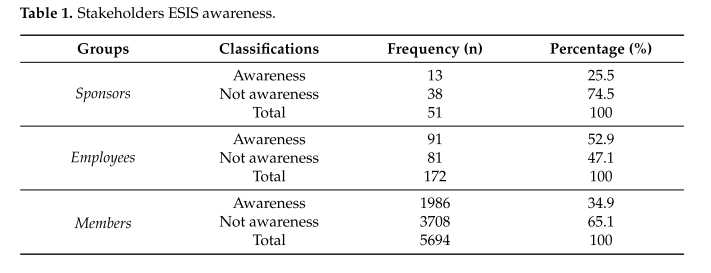 Table 1. Stakeholders ESIS awareness.
Groups Classifications Frequency (n) Percentage (%)
Awareness 13 25.5
Sponsors Not awareness 38 74.5
Total 51 100
Awareness 91 52.9
Employees Not awareness 81 47.1
Total 172 100
Awareness 1986 34.9
Members Not awareness 3708 65.1
Total 5694 100